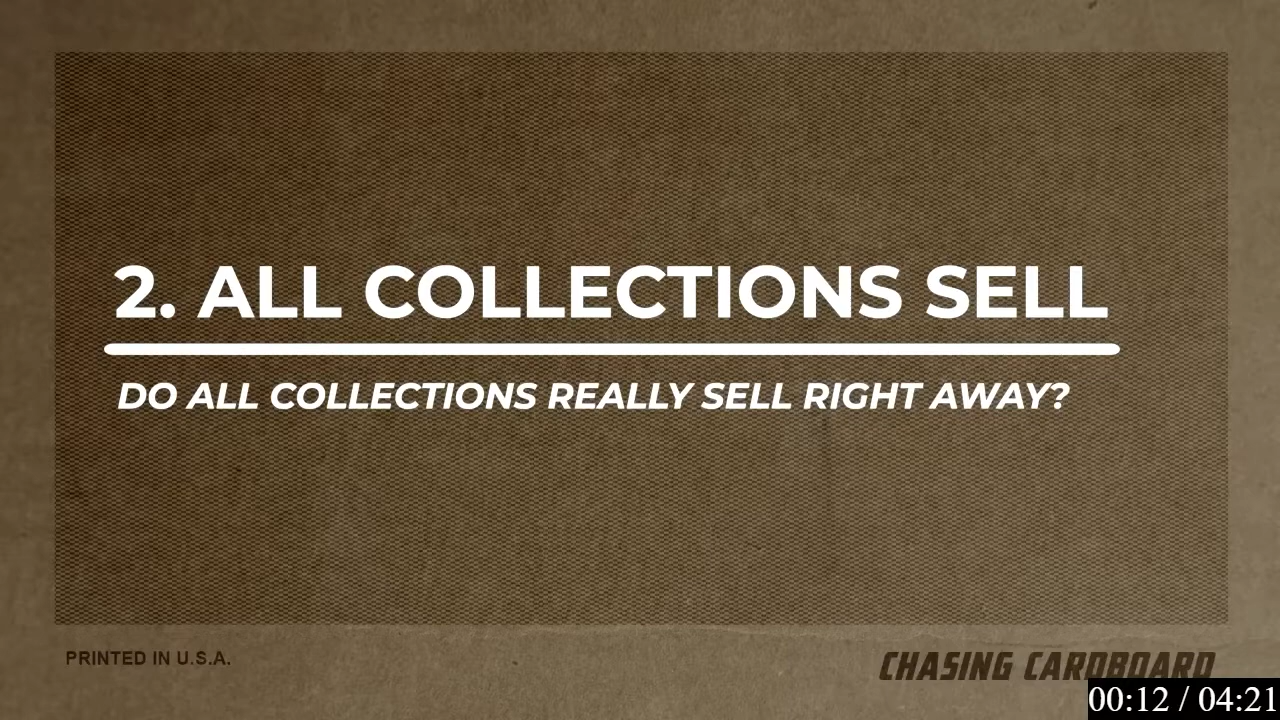 2. ALL COLLECTIONS SELL
DO ALL COLLECTIONS REALLY SELL RIGHT AWAY?
PRINTED IN U.S.A.
CHASING CARDBOARD
00:12 / 04:21